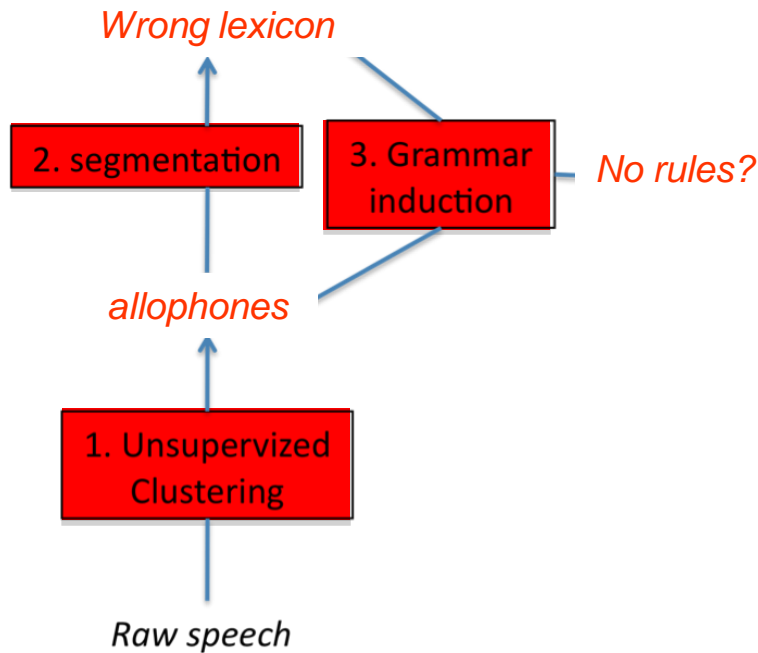 Wrong lexicon
2. segmentation
3. Grammar
induction
No rules?
allophones
1. Unsupervized
Clustering
Raw speech